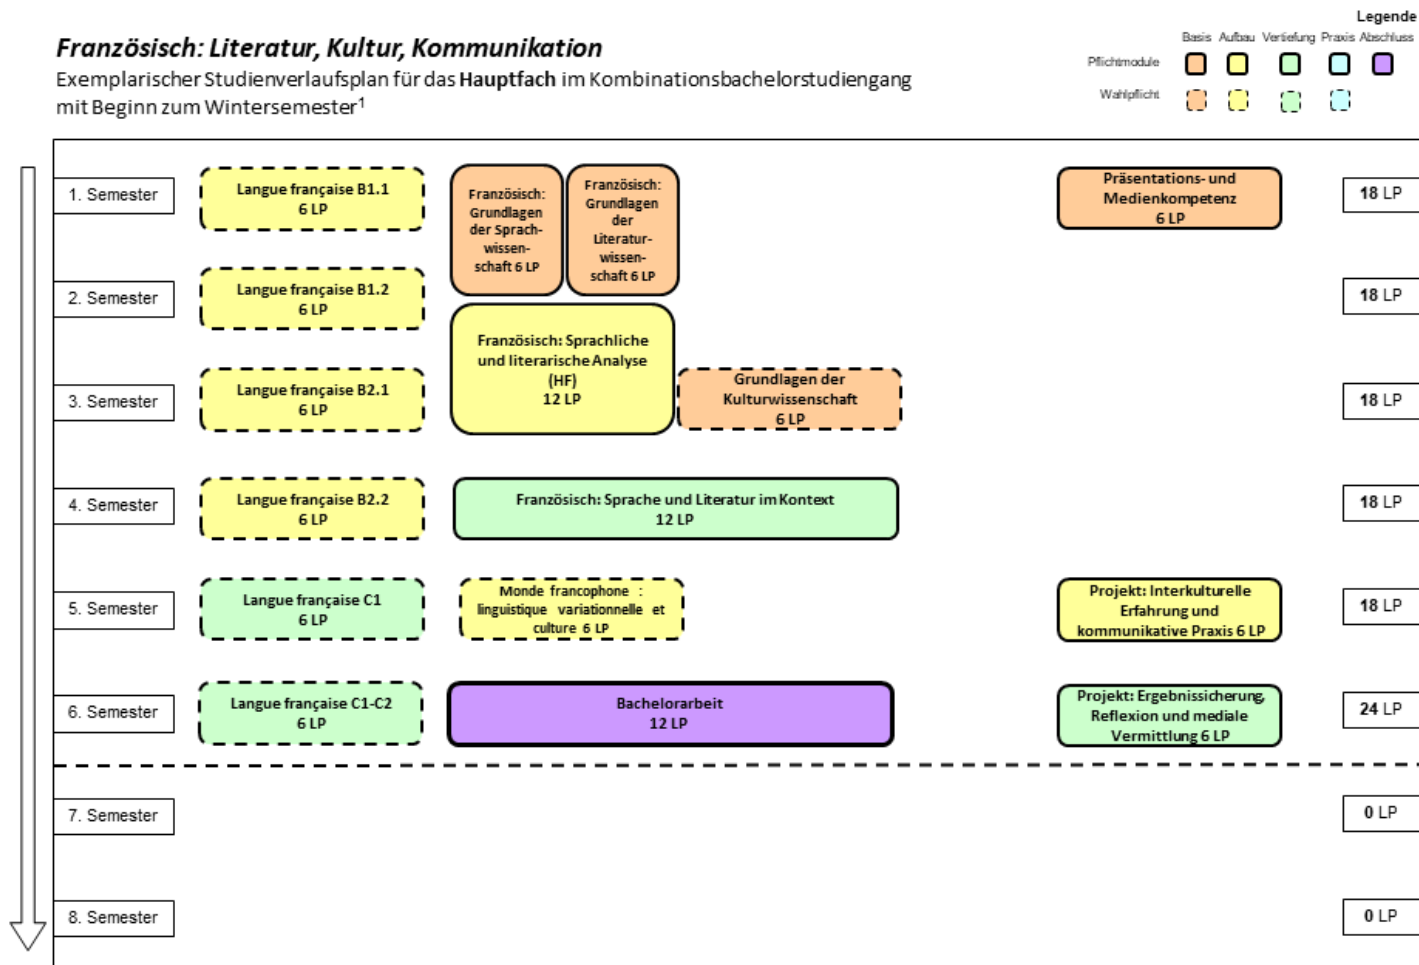 Legende
Französisch: Literatur, Kultur, Kommunikation
Exemplarischer Studienverlaufsplan für das Hauptfach im Kombinationsbachelorstudiengang
mit Beginn zum Wintersemester¹
Basis Aufbau Vertiefung Praxis Abschluss
Pflichtmodule
Wahlpflicht
1. Semester
Langue française B1.1
6 LP
Französisch:
Grundlagen
der Sprach-
wissen-
schaft 6 LP
Französisch:
Grundlagen
der
Literatur-
wissen-
schaft 6 LP
Präsentations- und
Medienkompetenz
6 LP
18 LP
2. Semester
Langue française B1.2
6 LP
18 LP
Französisch: Sprachliche
und literarische Analyse
(HF)
12 LP
3. Semester
Langue française B2.1
6 LP
Grundlagen der
Kulturwissenschaft
6 LP
18 LP
4. Semester
Langue française B2.2
6 LP
Französisch: Sprache und Literatur im Kontext
12 LP
18 LP
5. Semester
Langue française C1
6 LP
Monde francophone :
linguistique variationnelle et
culture 6 LP
Projekt: Interkulturelle
Erfahrung und
kommunikative Praxis 6 LP
18 LP
6. Semester
Langue française C1-C2
6 LP
Bachelorarbeit
12 LP
Projekt: Ergebnissicherung,
Reflexion und mediale
Vermittlung 6 LP
24 LP
7. Semester
0 LP
8. Semester
0 LP